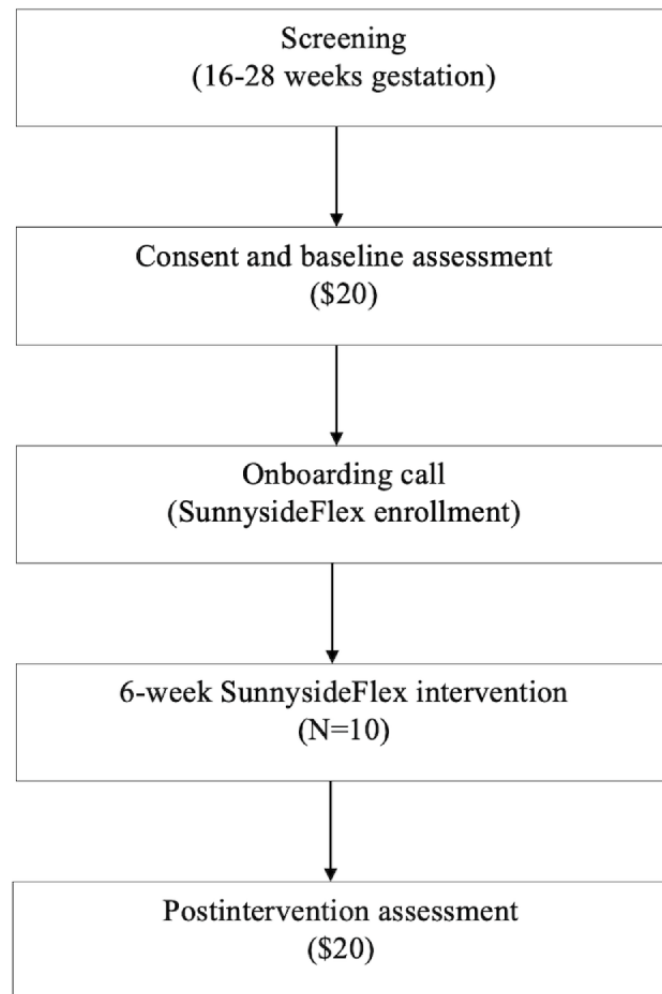 Screening
(16-28 weeks gestation)
Consent and baseline assessment
($20)
Onboarding call
(SunnysideFlex enrollment)
6-week SunnysideFlex intervention
(N=10)
Postintervention assessment
($20)